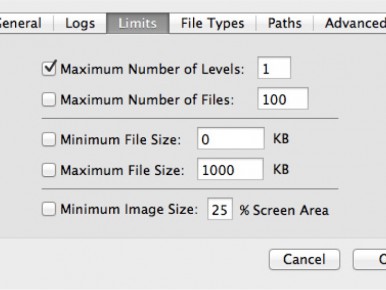 General Logs Limits File Types Paths Advanced
Maximum Number of Levels: 1
Maximum Number of Files: 100
Minimum File Size: 0 KB
Maximum File Size: 1000 KB
Minimum Image Size: 25 % Screen Area
Cancel